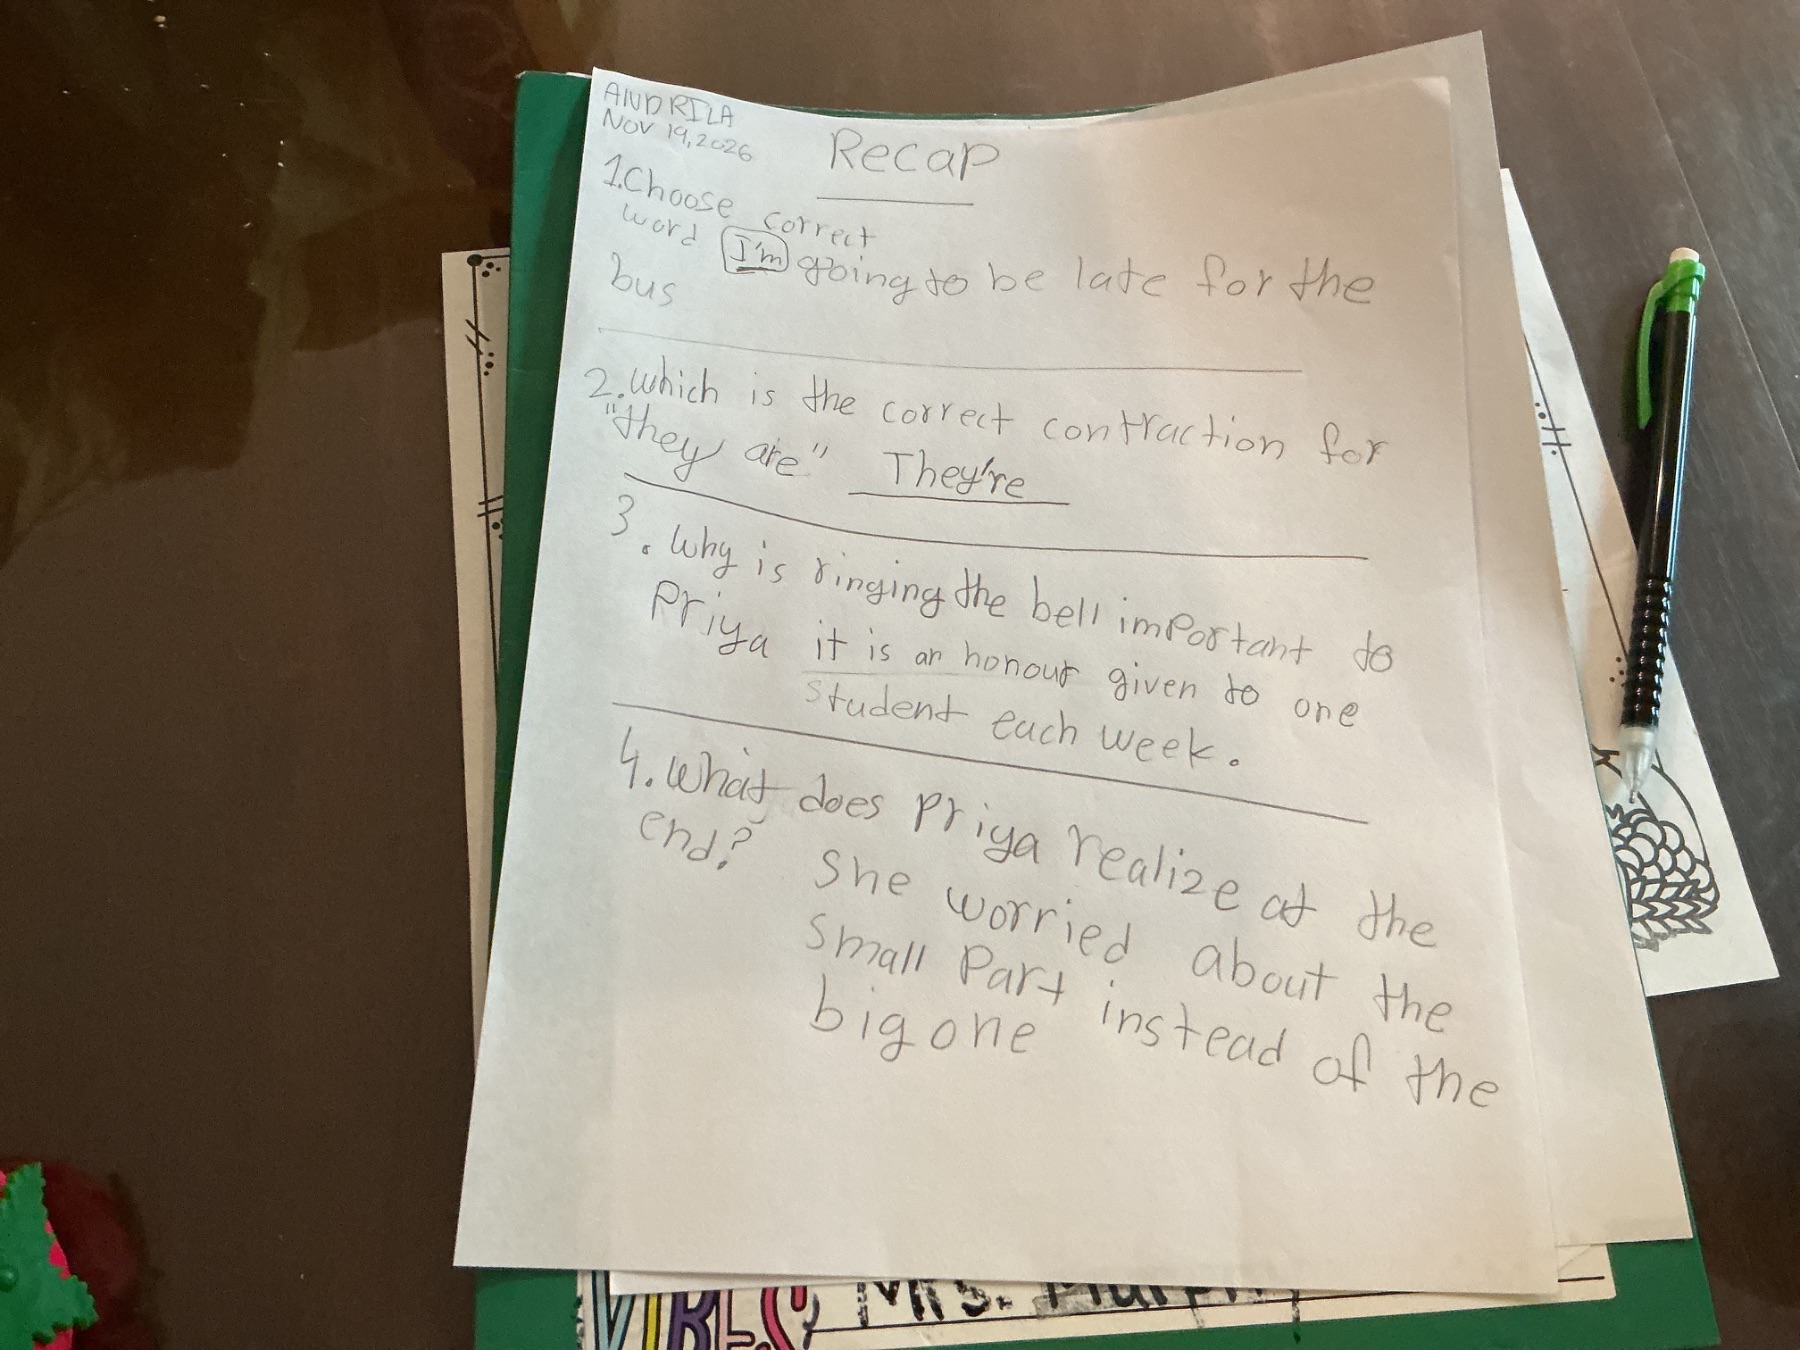 ANDRILA
Nov 19, 2026
Recap
1. Choose correct
word I'm going to be late for the
bus
2. Which is the correct contraction for
"they are" They're
3. Why is ringing the bell important to
Priya it is an honour given to one
student each week.
4. What does Priya realize at the
end? She worried about the
small Part instead of the
big one
VIBES
Mrs.